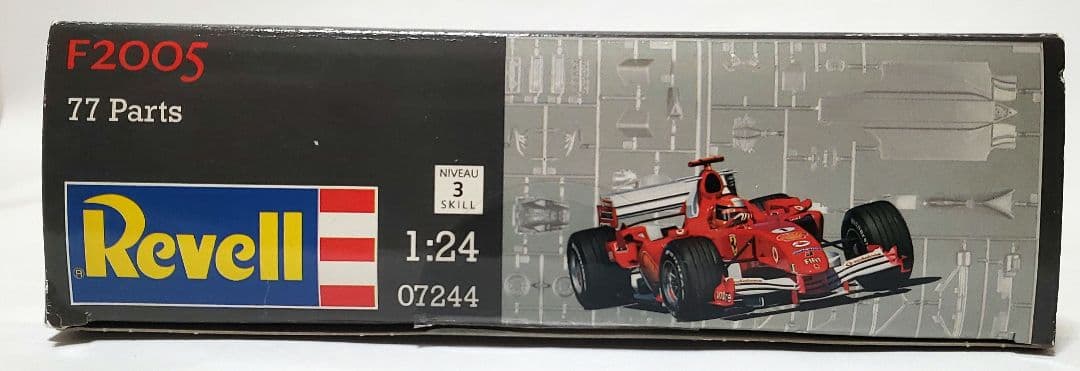 F2005
77 Parts
Revell
®
NIVEAU
3
SKILL
1:24
07244